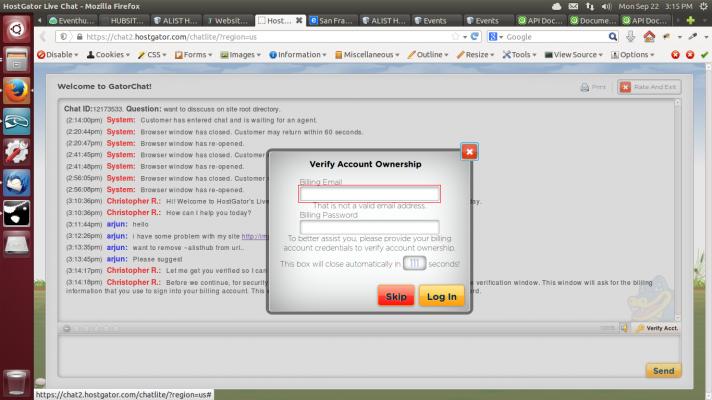 HostGator Live Chat - Mozilla Firefox
Mon Sep 22 3:15 PM
Eventhu...
HUBSIT...
ALIST H...
Websit...
Host...
San Fra...
ALIST H...
Events
Events
API Doc...
Docume...
API Doc...
https://chat2.hostgator.com/chatlite/?region=us
Google
Disable
Cookies
CSS
Forms
Images
Information
Miscellaneous
Outline
Resize
Tools
View Source
Options
Welcome to GatorChat!
Print
Rate And Exit
Chat ID:12173533. Question: want to disscuss on site root directory.
(2:14:00pm) System: Customer has entered chat and is waiting for an agent.
(2:20:44pm) System: Browser window has closed. Customer may return within 60 seconds.
(2:20:47pm) System: Browser window has re-opened.
(2:41:45pm) System: Browser window has closed. Custom
(2:41:48pm) System: Browser window has re-opened.
(2:56:05pm) System: Browser window has closed. Custom
(2:56:08pm) System: Browser window has re-opened.
(3:10:36pm) Christopher R.: Hi! Welcome to HostGator's Live
day.
(3:10:36pm) Christopher R.: How can I help you today?
(3:11:44pm) arjun: hello
(3:12:26pm) arjun: i have some problem with my site
(3:13:35pm) arjun: want to remove ~alisthub from url..
(3:13:45pm) arjun: Please suggest
(3:14:17pm) Christopher R.: Let me get you verified so I can
(3:14:18pm) Christopher R.: Before we continue, for security
verification window. This window will ask for the billing
information that you use to sign into your billing account. This
Verify Account Ownership
Billing Email
That is not a valid email address.
Billing Password
To better assist you, please provide your billing
account credentials to verify account ownership.
This box will close automatically in 111 seconds!
Skip
Log In
Verify Acct.
Send
https://chat2.hostgator.com/chatlite/?region=us#